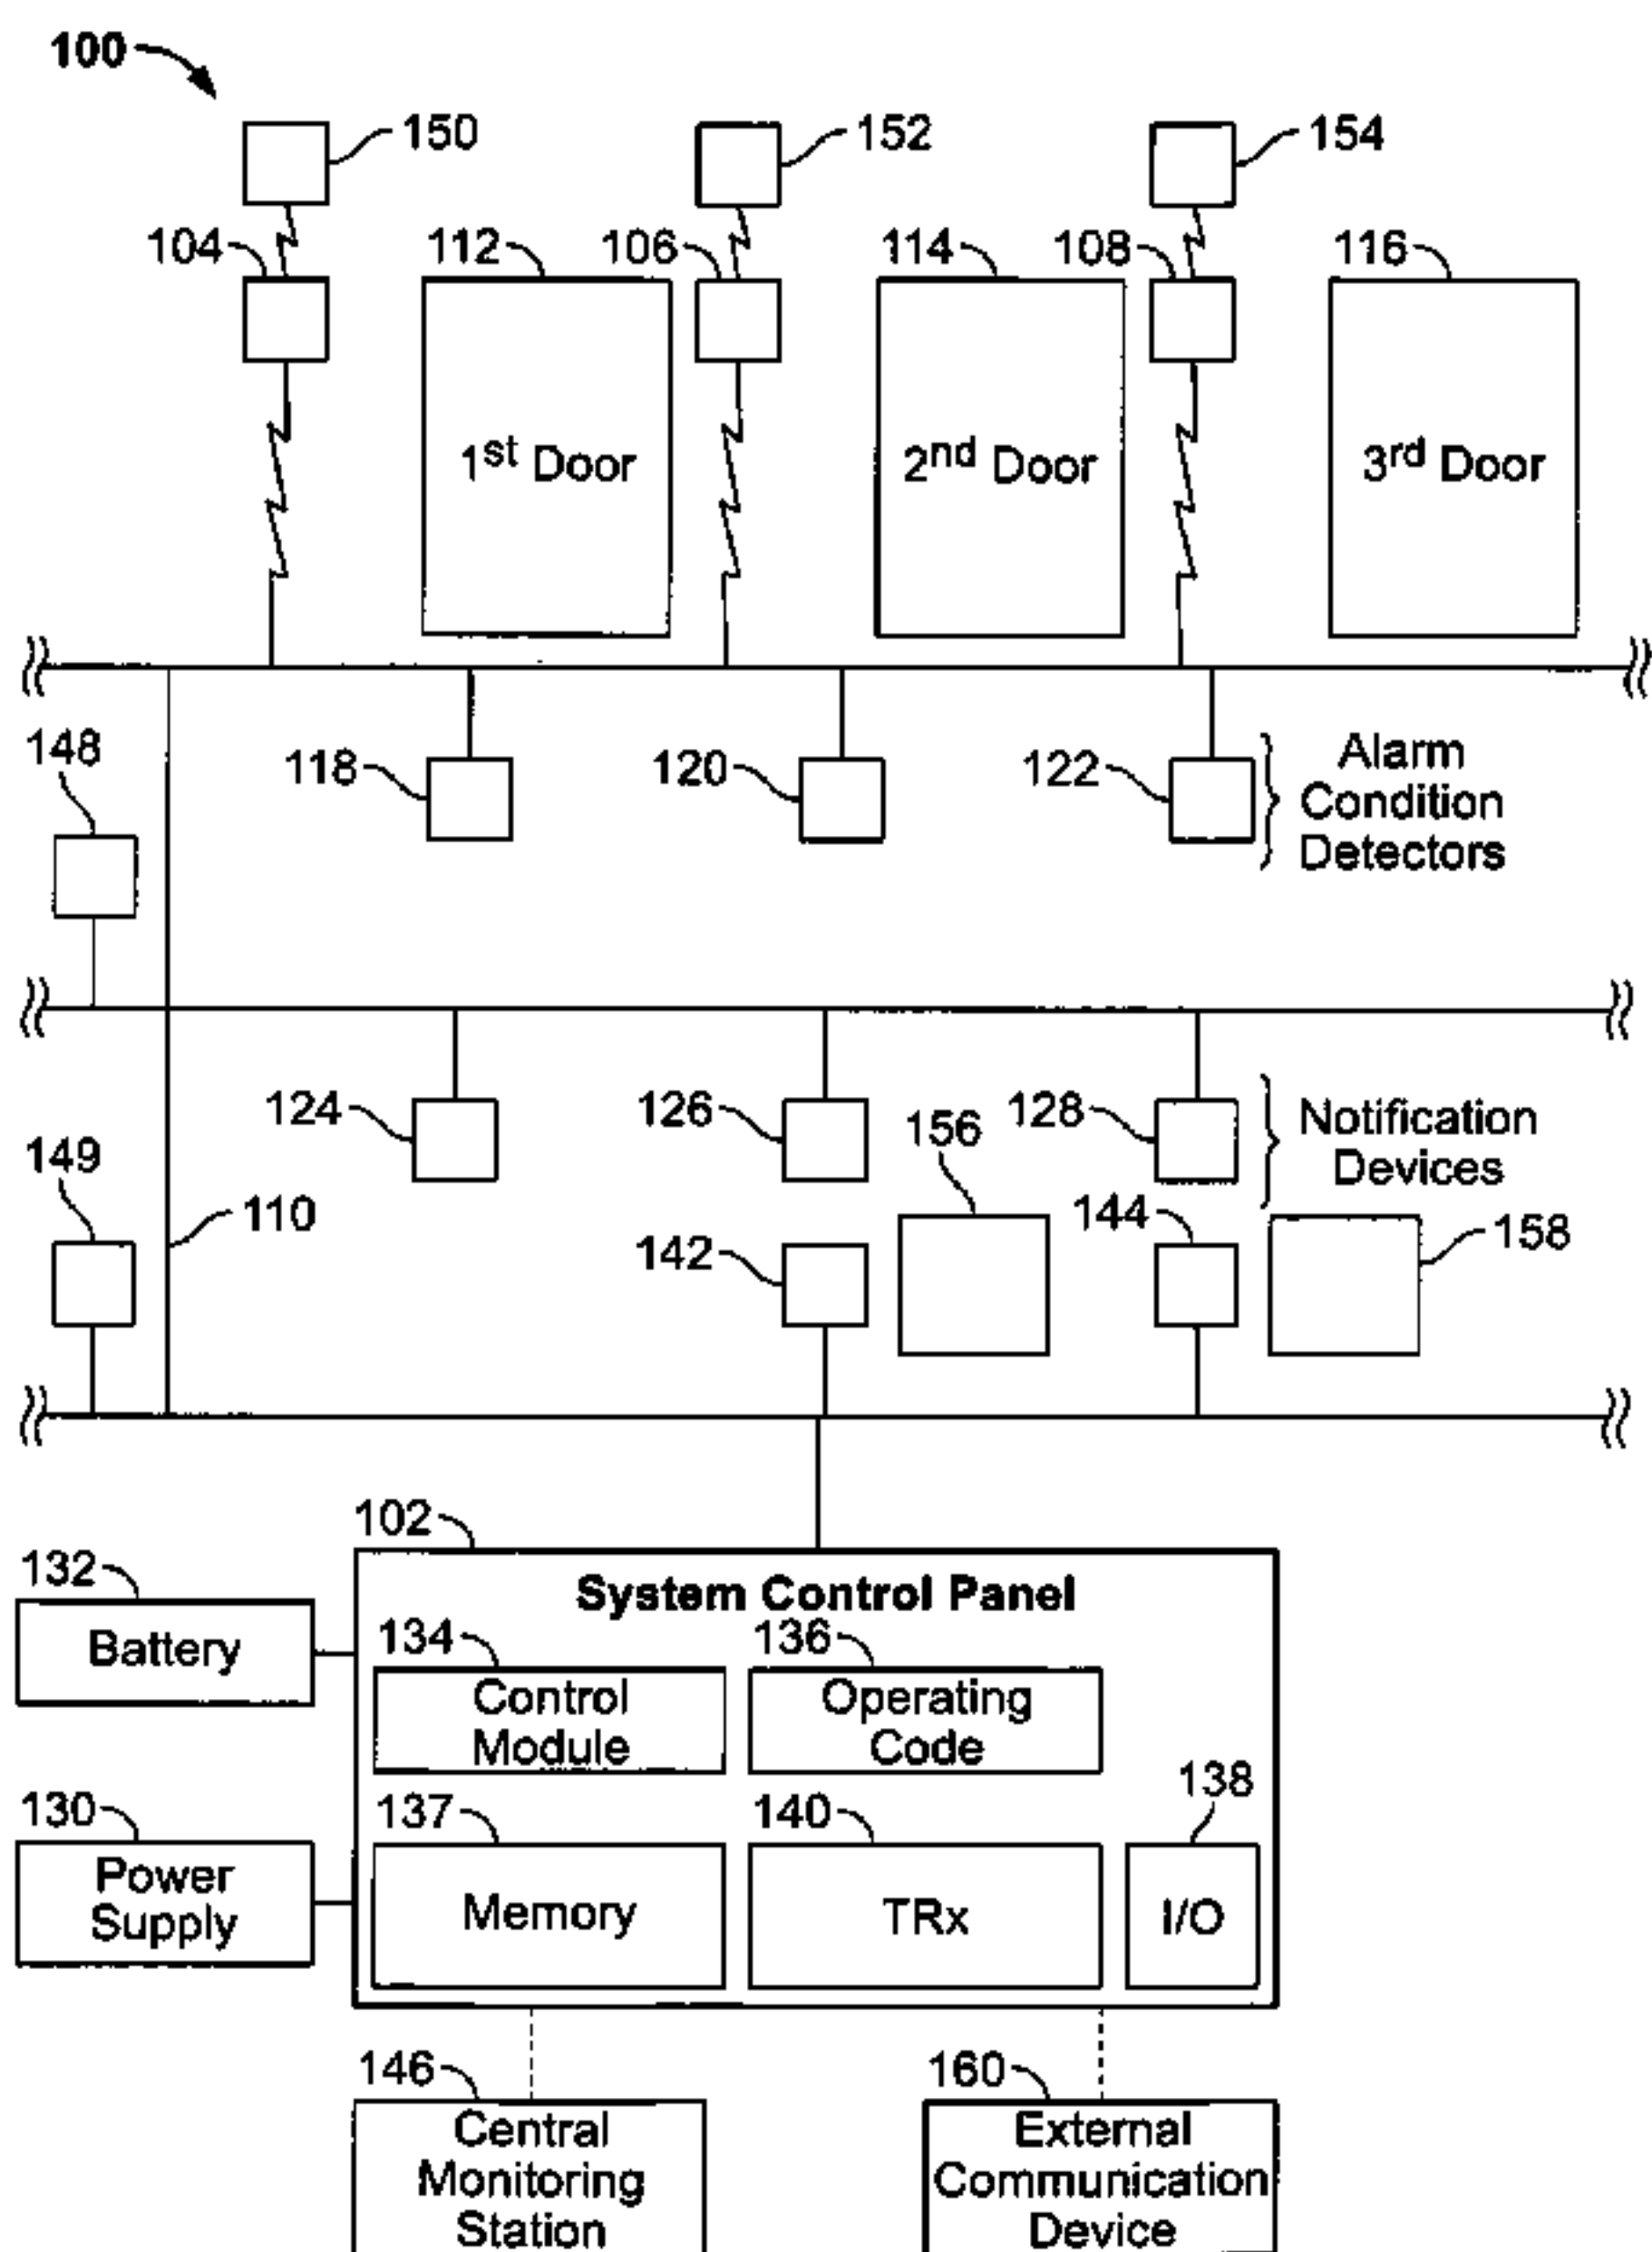 100
150
152
154
104
112
106
114
108
116
1st Door
2nd Door
3rd Door
148
118
120
122
Alarm
Condition
Detectors
124
126
156
128
Notification
Devices
149
110
142
144
158
102
System Control Panel
132
Battery
134
Control
Module
136
Operating
Code
130
Power
Supply
137
Memory
140
TRx
138
I/O
146
Central
Monitoring
Station
160
External
Communication
Device